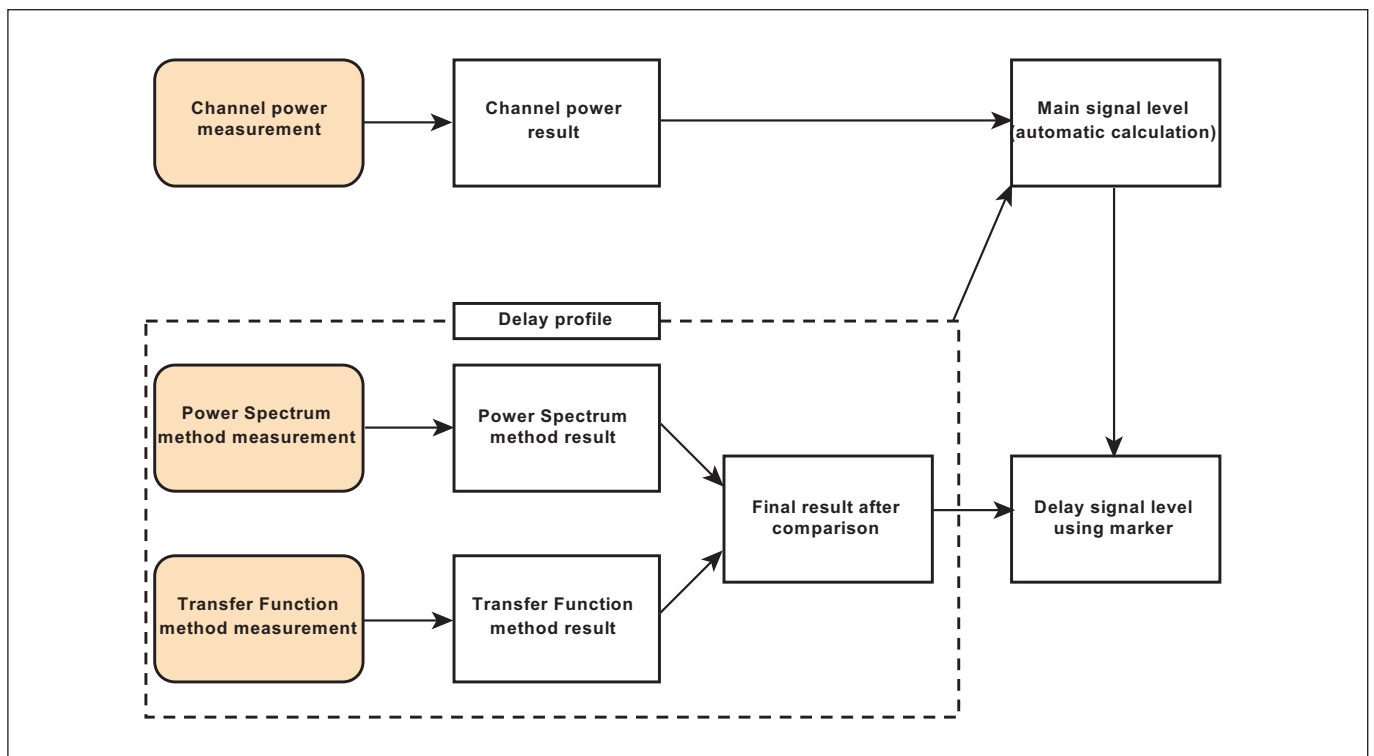 Channel power
measurement
Channel power
result
Main signal level
(automatic calculation)
Delay profile
Power Spectrum
method measurement
Power Spectrum
method result
Final result after
comparison
Delay signal level
using marker
Transfer Function
method measurement
Transfer Function
method result